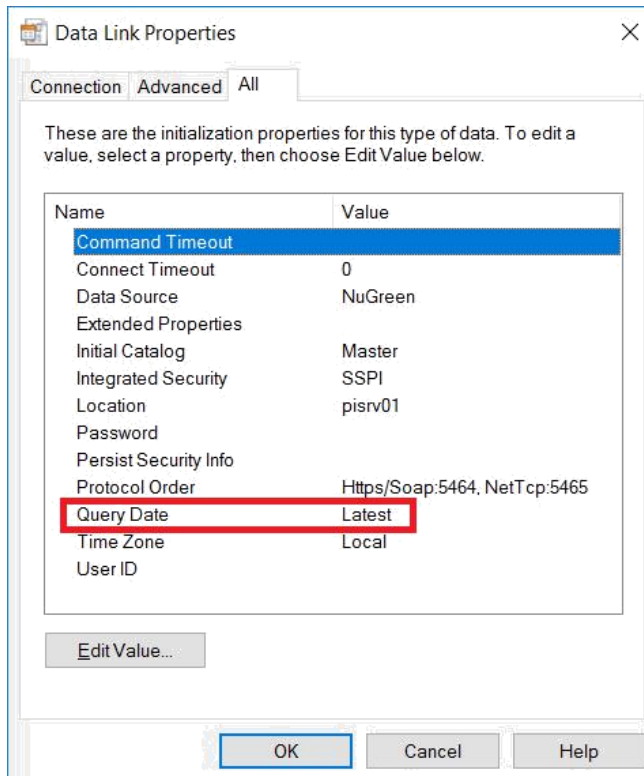 Data Link Properties
Connection Advanced All
These are the initialization properties for this type of data. To edit a
value, select a property, then choose Edit Value below.
Name Value
Command Timeout
Connect Timeout 0
Data Source NuGreen
Extended Properties
Initial Catalog Master
Integrated Security SSPI
Location pisrv01
Password
Persist Security Info
Protocol Order Https/Soap:5464, NetTcp:5465
Query Date Latest
Time Zone Local
User ID
Edit Value...
OK Cancel Help